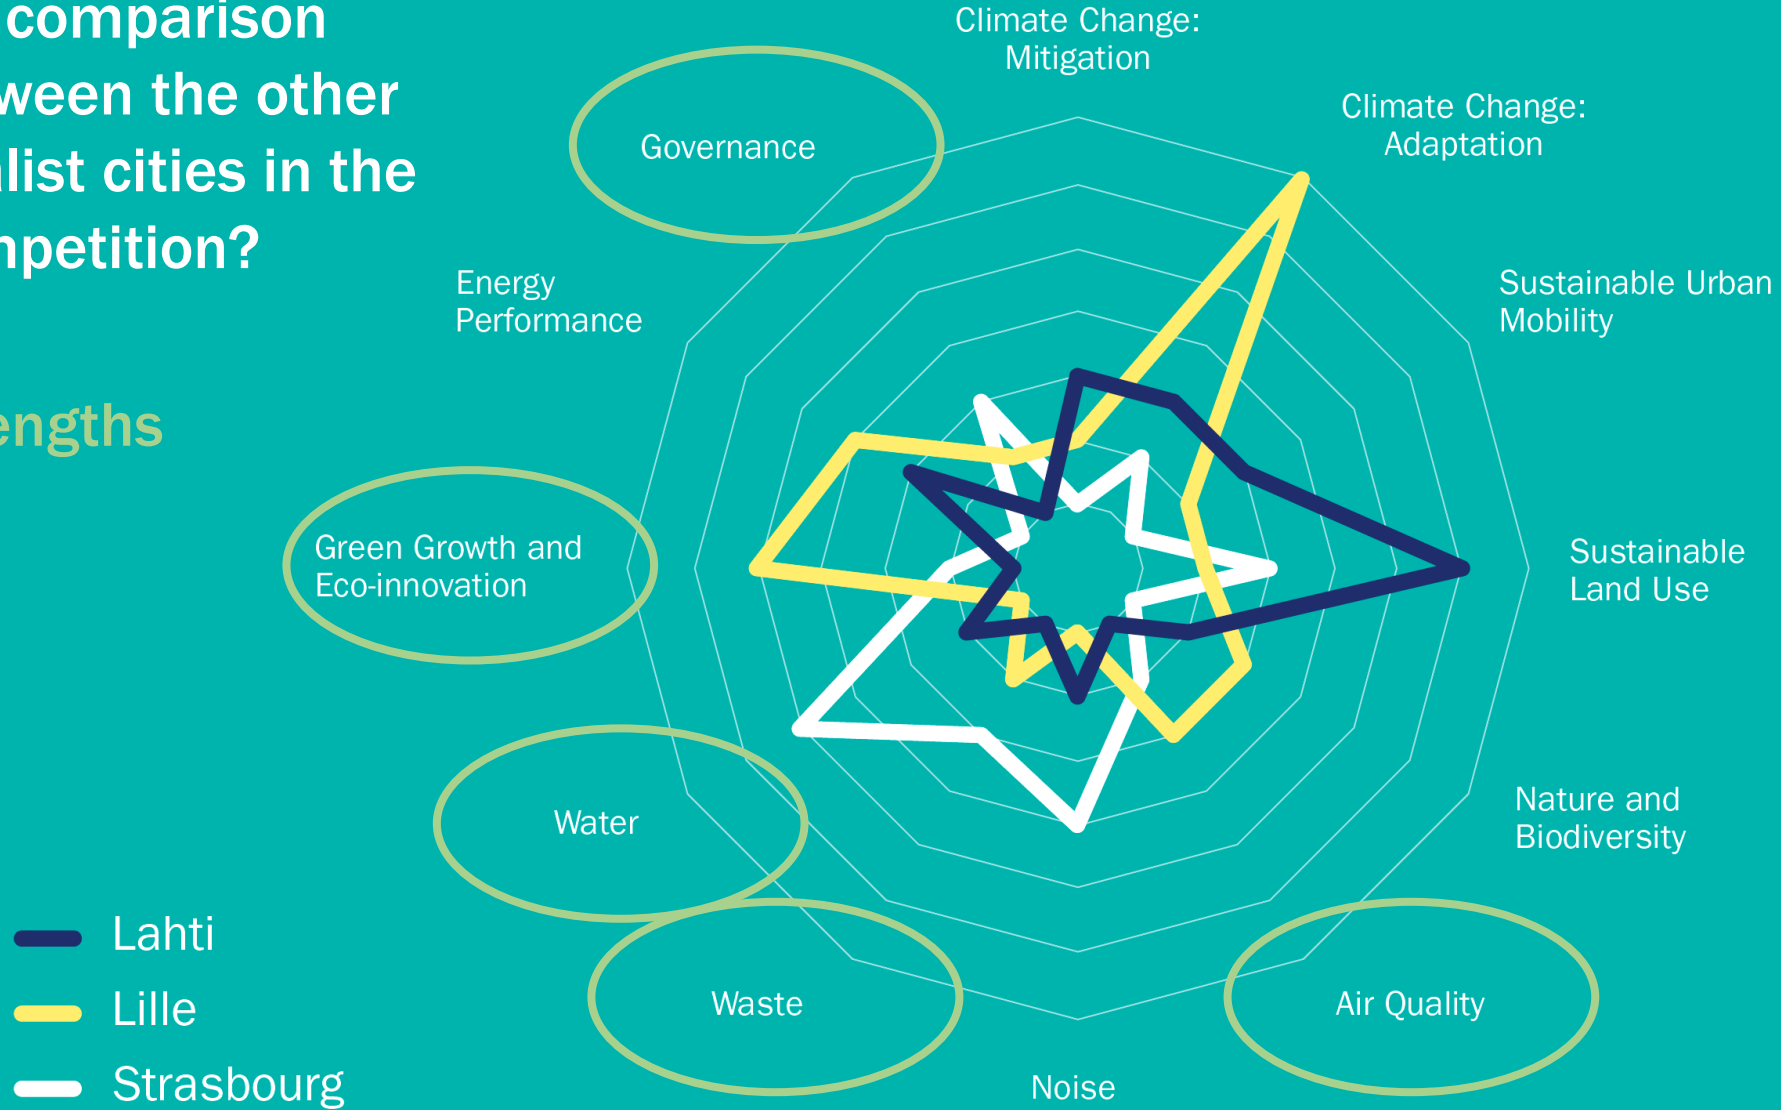 comparison
ween the other
list cities in the
petition?
engths
Climate Change:
Mitigation
Climate Change:
Adaptation
Governance
Energy
Performance
Sustainable Urban
Mobility
Green Growth and
Eco-innovation
Sustainable
Land Use
Water
Nature and
Biodiversity
Waste
Air Quality
Noise
Lahti
Lille
Strasbourg